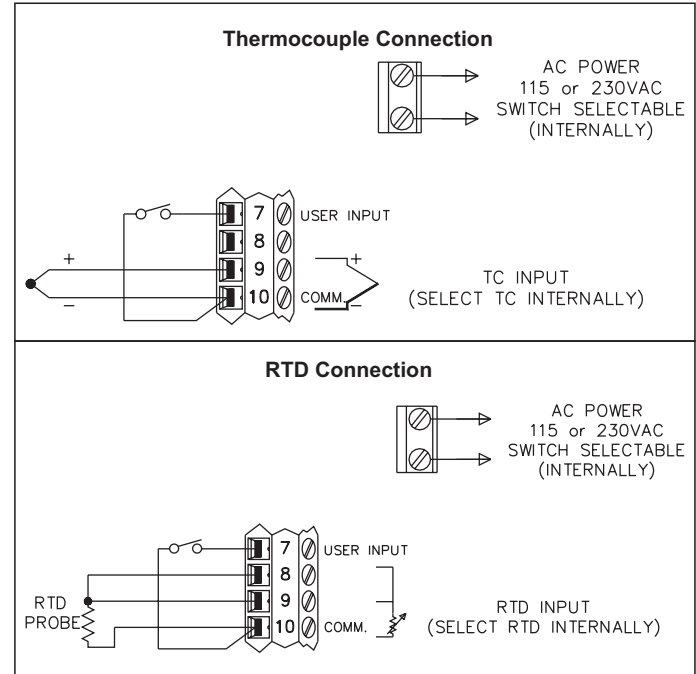 Thermocouple Connection
AC POWER
115 or 230VAC
SWITCH SELECTABLE
(INTERNALLY)
7 USER INPUT
8
+ 9 +
TC INPUT
– 10 COMM. –
(SELECT TC INTERNALLY)
RTD Connection
AC POWER
115 or 230VAC
SWITCH SELECTABLE
(INTERNALLY)
7 USER INPUT
8
9
RTD
PROBE
10 COMM.
RTD INPUT
(SELECT RTD INTERNALLY)